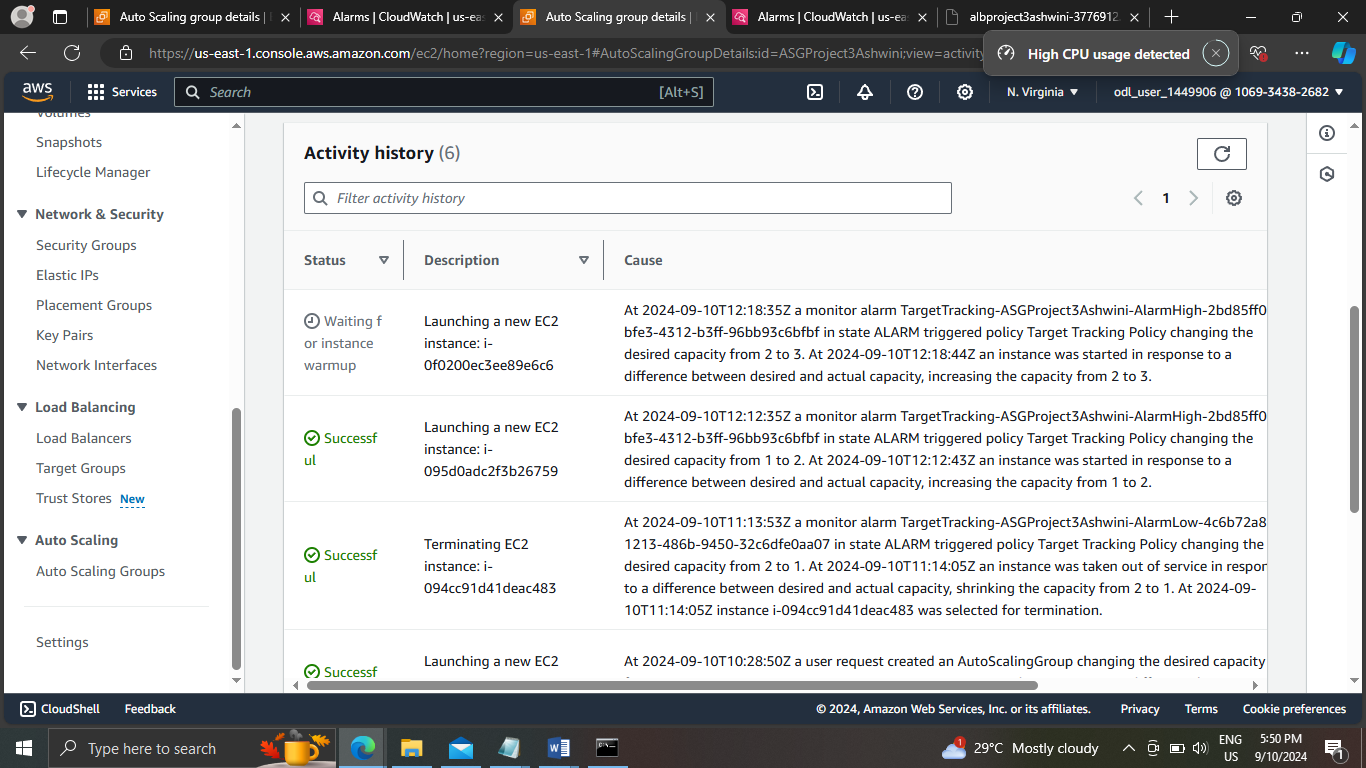 Auto Scaling group details |
Alarms | CloudWatch | us-ea
Auto Scaling group details |
Alarms | CloudWatch | us-ea
albproject3ashwini-3776912
https://us-east-1.console.aws.amazon.com/ec2/home?region=us-east-1#AutoScalingGroupDetails:id=ASGProject3Ashwini;view=activity
High CPU usage detected
aws
Services
Search
[Alt+S]
N. Virginia
odl_user_1449906 @ 1069-3438-2682
Volumes
Snapshots
Lifecycle Manager
Network & Security
Security Groups
Elastic IPs
Placement Groups
Key Pairs
Network Interfaces
Load Balancing
Load Balancers
Target Groups
Trust Stores New
Auto Scaling
Auto Scaling Groups
Settings
Activity history (6)
Filter activity history
1
Status
Description
Cause
Waiting f
or instance
warmup
Launching a new EC2
instance: i-
0f0200ec3ee89e6c6
At 2024-09-10T12:18:35Z a monitor alarm TargetTracking-ASGProject3Ashwini-AlarmHigh-2bd85ff0
bfe3-4312-b3ff-96bb93c6bfbf in state ALARM triggered policy Target Tracking Policy changing the
desired capacity from 2 to 3. At 2024-09-10T12:18:44Z an instance was started in response to a
difference between desired and actual capacity, increasing the capacity from 2 to 3.
Successf
ul
Launching a new EC2
instance: i-
095d0adc2f3b26759
At 2024-09-10T12:12:35Z a monitor alarm TargetTracking-ASGProject3Ashwini-AlarmHigh-2bd85ff0
bfe3-4312-b3ff-96bb93c6bfbf in state ALARM triggered policy Target Tracking Policy changing the
desired capacity from 1 to 2. At 2024-09-10T12:12:43Z an instance was started in response to a
difference between desired and actual capacity, increasing the capacity from 1 to 2.
Successf
ul
Terminating EC2
instance: i-
094cc91d41deac483
At 2024-09-10T11:13:53Z a monitor alarm TargetTracking-ASGProject3Ashwini-AlarmLow-4c6b72a8
1213-486b-9450-32c6dfe0aa07 in state ALARM triggered policy Target Tracking Policy changing the
desired capacity from 2 to 1. At 2024-09-10T11:14:05Z an instance was taken out of service in respor
to a difference between desired and actual capacity, shrinking the capacity from 2 to 1. At 2024-09-
10T11:14:05Z instance i-094cc91d41deac483 was selected for termination.
Successf
Launching a new EC2
At 2024-09-10T10:28:50Z a user request created an AutoScalingGroup changing the desired capacity
CloudShell
Feedback
© 2024, Amazon Web Services, Inc. or its affiliates.
Privacy
Terms
Cookie preferences
Type here to search
1
29°C Mostly cloudy
ENG
US
5:50 PM
9/10/2024
1